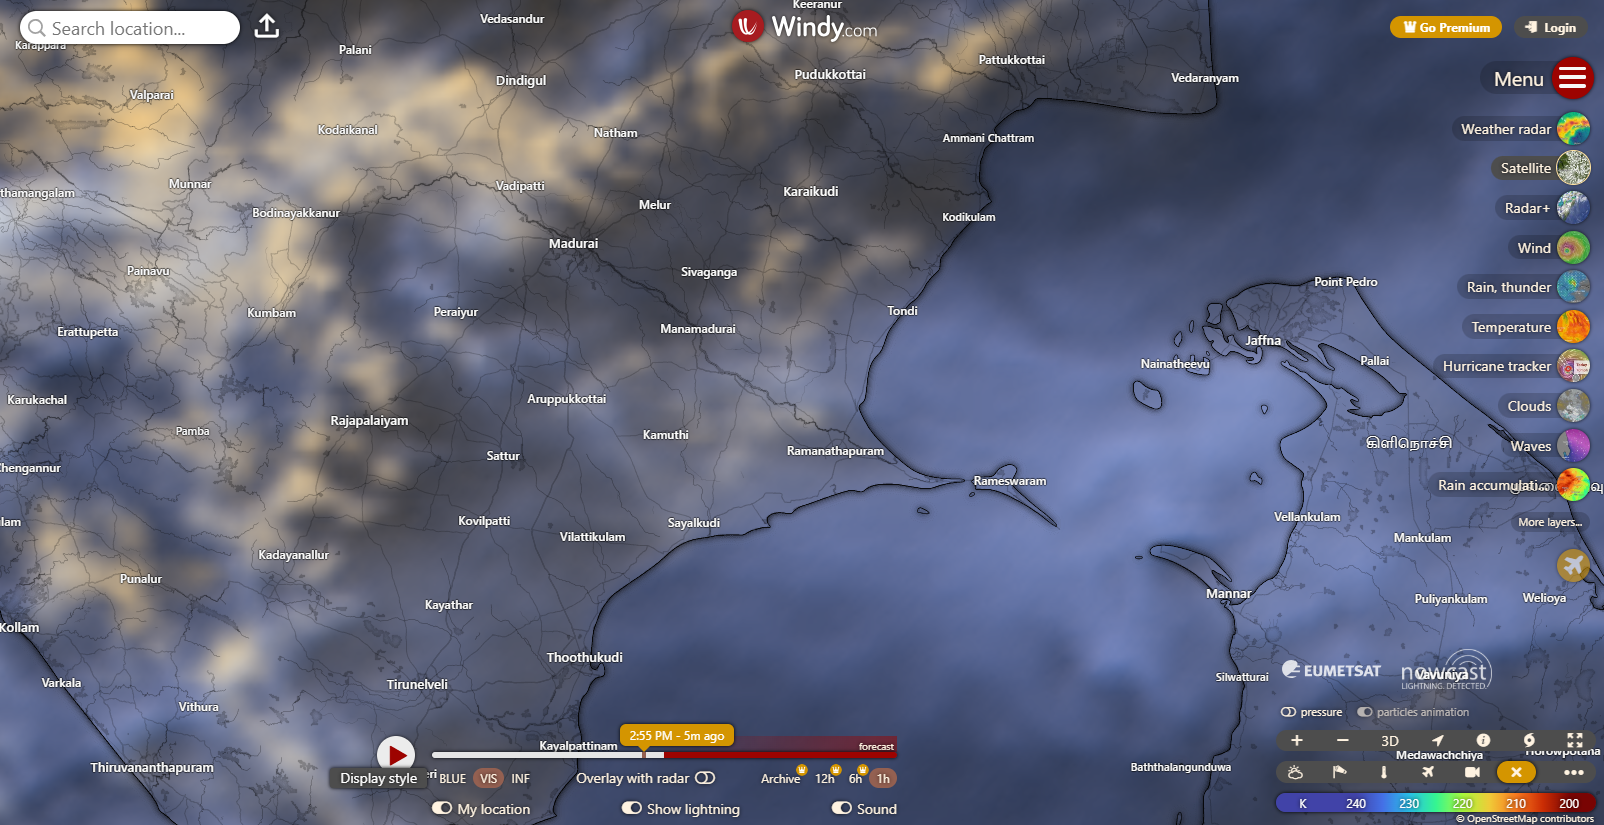 Search location...
Windy.com
Go Premium
Login
Menu
Weather radar
Satellite
Radar+
Wind
Rain, thunder
Temperature
Hurricane tracker
Clouds
Waves
Rain accumulati...
More layers...
Keeranur
Vedasandur
Karappara
Palani
Pattukkottai
Dindigul
Pudukkottai
Vedaranyam
Valparai
Kodaikanal
Natham
Ammani Chattram
Munnar
Vadipatti
Karaikudi
thamangalam
Bodinayakkanur
Melur
Kodikulam
Madurai
Painavu
Sivaganga
Point Pedro
Kumbam
Peraiyur
Tondi
Erattupetta
Manamadurai
Jaffna
Nainatheevu
Pallai
Karukachal
Aruppukkottai
Rajapalaiyam
Pamba
Kamuthi
கிளிநொச்சி
Sattur
Ramanathapuram
Chengannur
Rameswaram
lam
Kovilpatti
Sayalkudi
Vellankulam
Vilattikulam
Mankulam
Kadayanallur
Punalur
Mannar
Kayathar
Puliyankulam
Welioya
Kollam
Thoothukudi
Varkala
Tirunelveli
Silwatturai
Vavuniya
Vithura
Kayalpattinam
Thiruvananthapuram
Baththalangunduwa
Medawachchiya
Horowpotana
EUMETSAT
nowcast
LIGHTNING. DETECTED.
pressure
particles animation
3D
2:55 PM - 5m ago
forecast
Display style
eri
BLUE
VIS
INF
Overlay with radar
Archive
12h
6h
1h
My location
Show lightning
Sound
K 240 230 220 210 200
© OpenStreetMap contributors